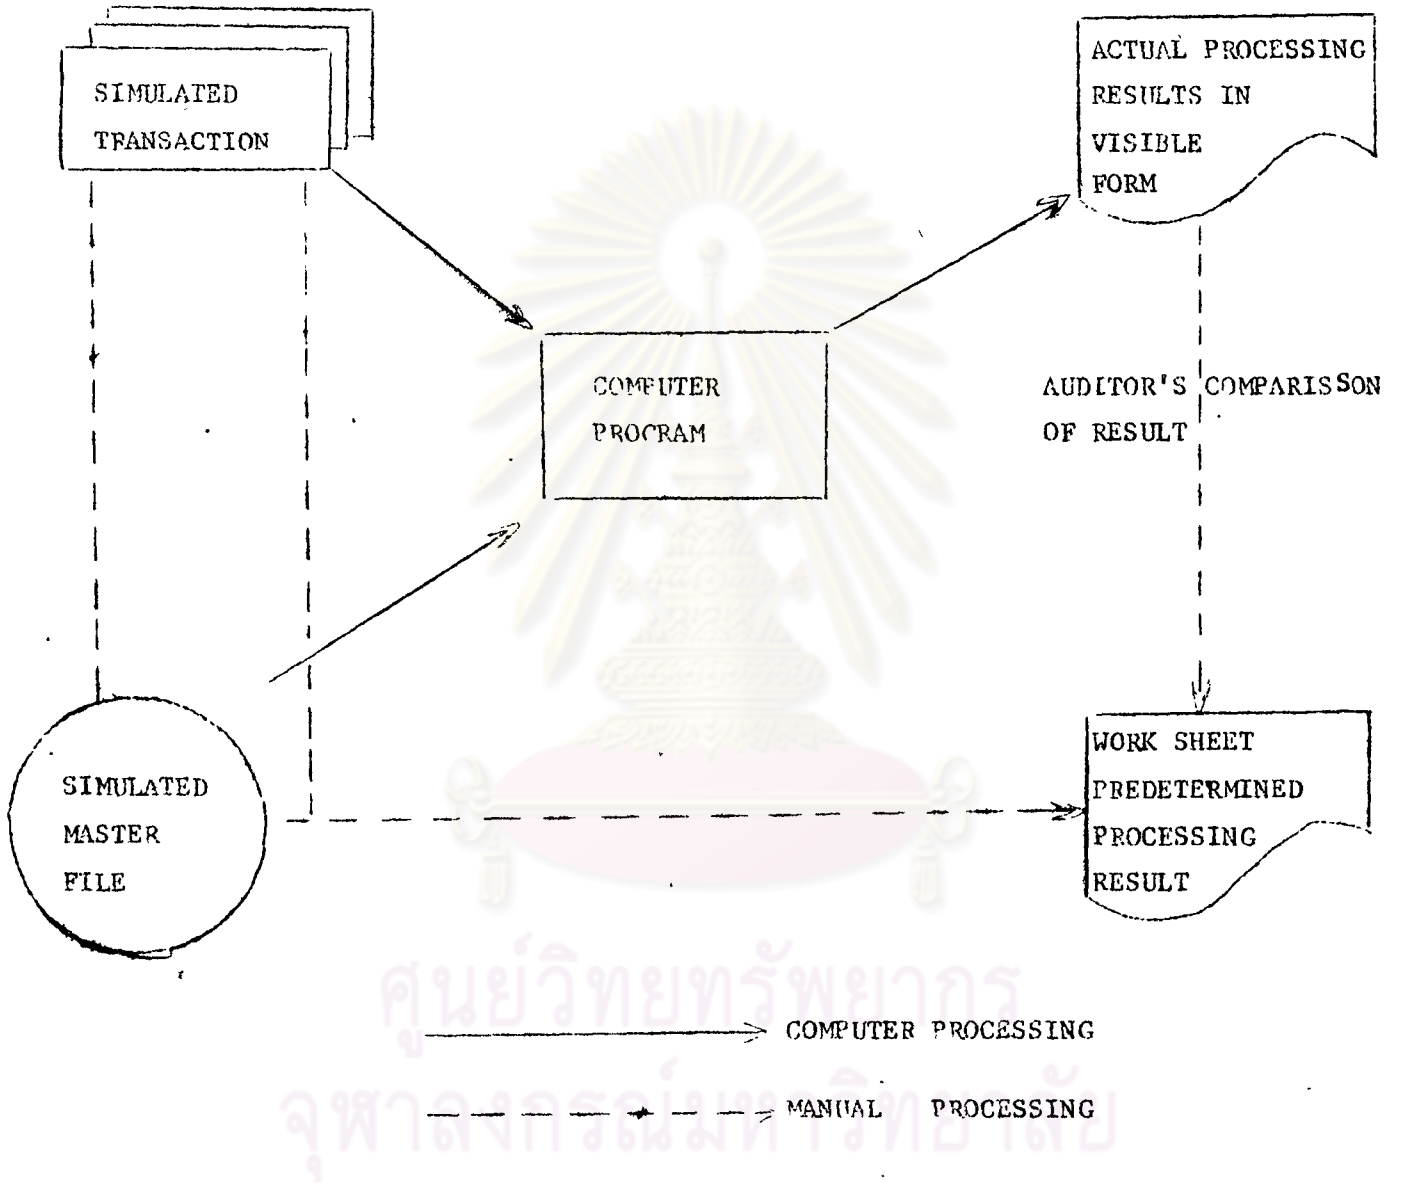 SIMULATED
TRANSACTION
ACTUAL PROCESSING
RESULTS IN
VISIBLE
FORM
COMPUTER
PROGRAM
AUDITOR'S COMPARISSON
OF RESULT
SIMULATED
MASTER
FILE
WORK SHEET
PREDETERMINED
PROCESSING
RESULT
COMPUTER PROCESSING
MANUAL PROCESSING
ศูนย์วิทยทรัพยากร
จุฬาลงกรณ์มหาวิทยาลัย